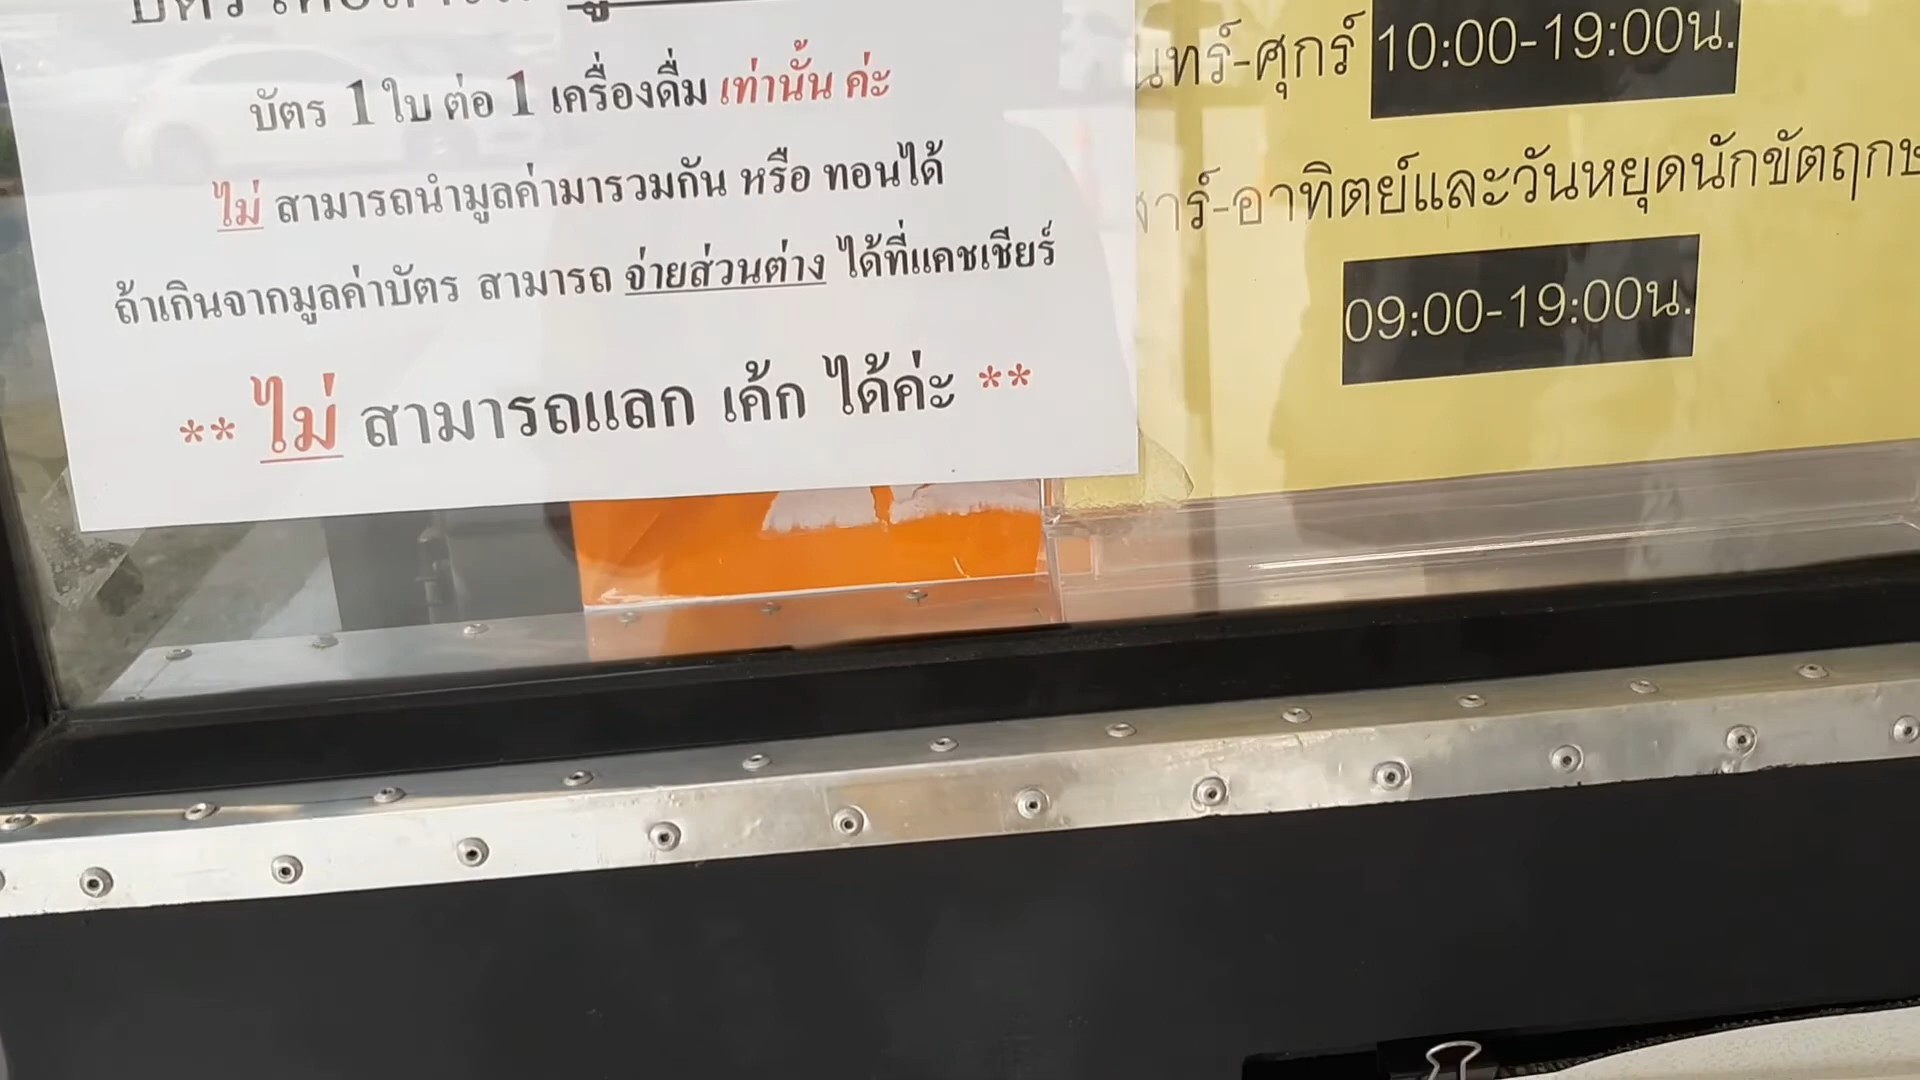 บัตร 1 ใบ ต่อ 1 เครื่องดื่ม เท่านั้น ค่ะ
ไม่ สามารถนำมูลค่ามารวมกัน หรือ ทอนได้
ถ้าเกินจากมูลค่าบัตร สามารถ จ่ายส่วนต่าง ได้ที่แคชเชียร์
** ไม่ สามารถแลก เค้ก ได้ค่ะ **
นทร์-ศุกร์ 10:00-19:00น.
สาร์-อาทิตย์และวันหยุดนักขัตฤกษ
09:00-19:00น.